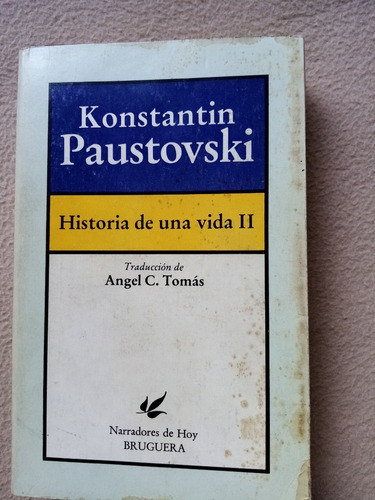 Konstantin
Paustovski
Historia de una vida II
Traducción de
Angel C. Tomás
Narradores de Hoy
BRUGUERA